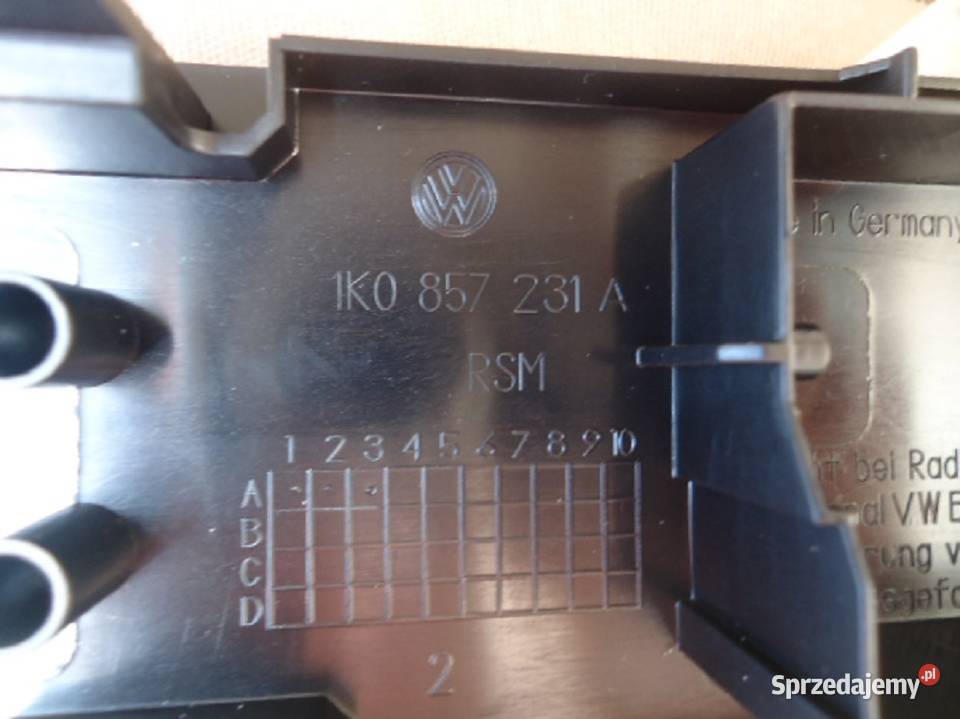 VW
1K0 857 231 A
RSM
1 2 3 4 5 6 7 8 9 10
A
B
C
D
2
in Germany
bei Rad
VW
Sprzedajemy.pl